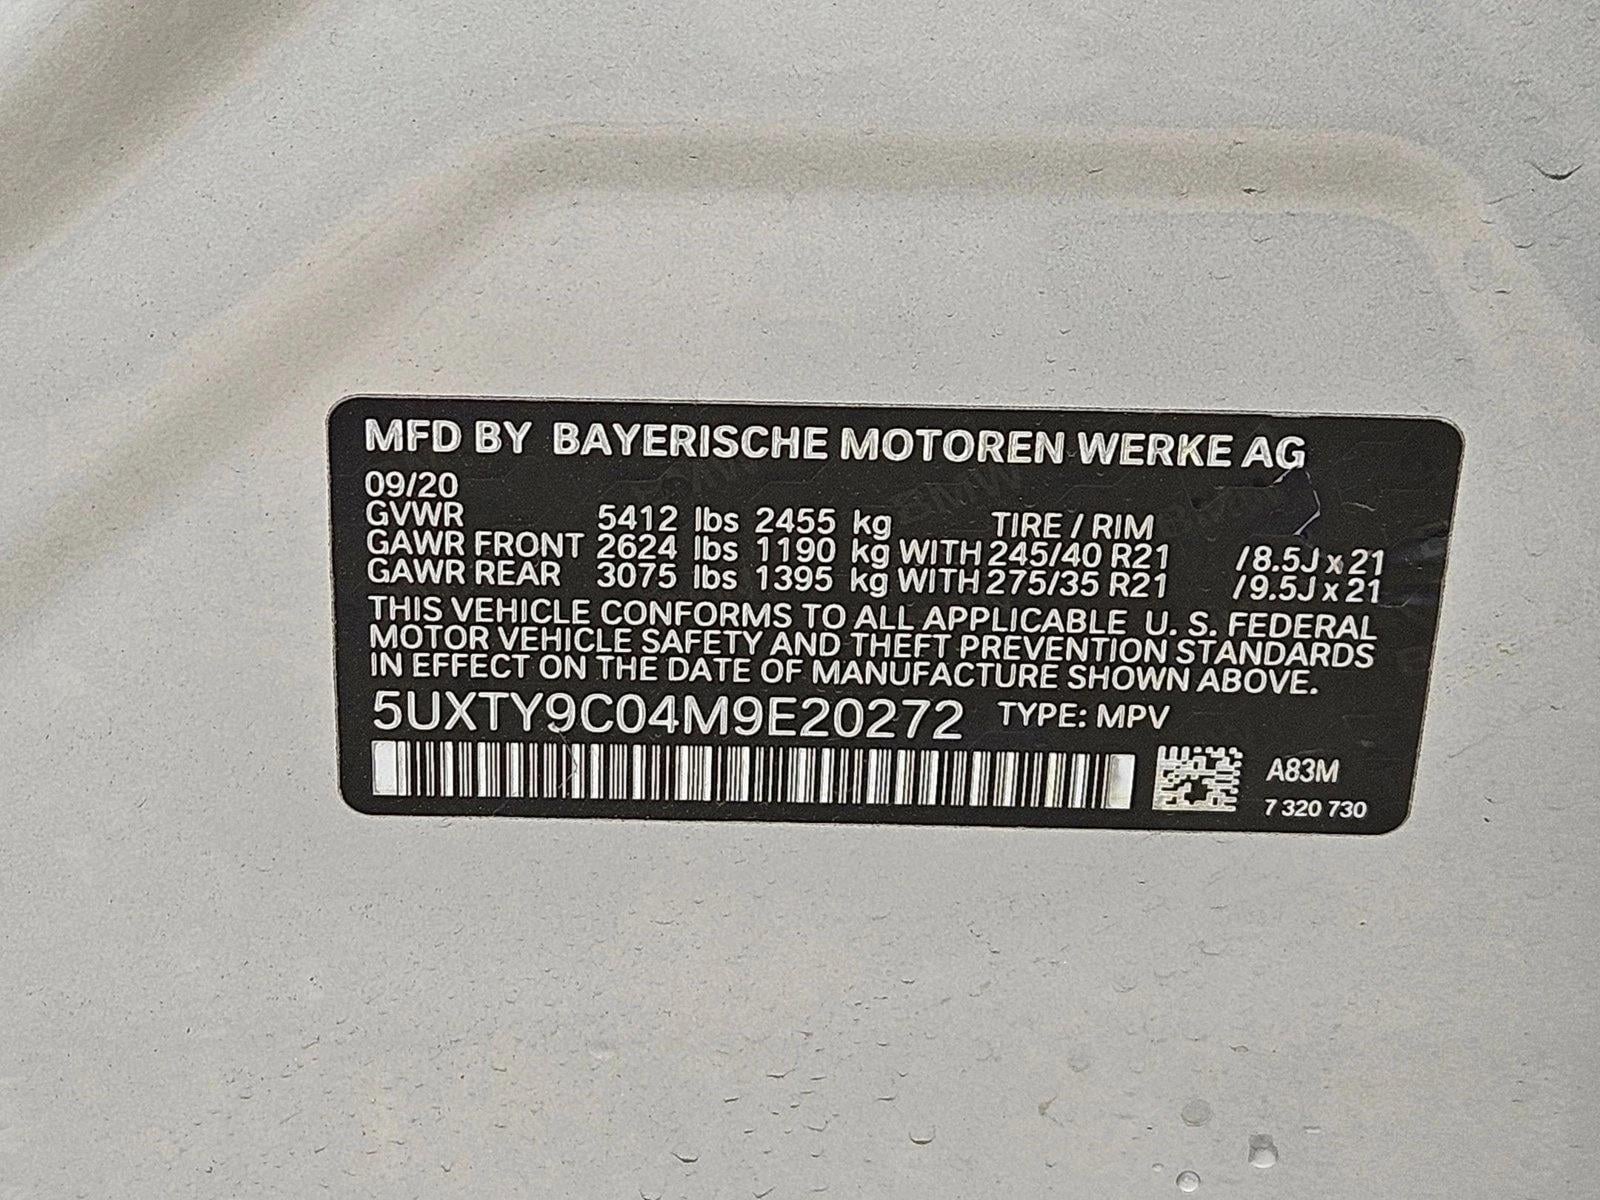 MFD BY BAYERISCHE MOTOREN WERKE AG
09/20
GVWR 5412 lbs 2455 kg TIRE / RIM
GAWR FRONT 2624 lbs 1190 kg WITH 245/40 R21 /8.5J x 21
GAWR REAR 3075 lbs 1395 kg WITH 275/35 R21 /9.5J x 21
THIS VEHICLE CONFORMS TO ALL APPLICABLE U. S. FEDERAL
MOTOR VEHICLE SAFETY AND THEFT PREVENTION STANDARDS
IN EFFECT ON THE DATE OF MANUFACTURE SHOWN ABOVE.
5UXTY9C04M9E20272 TYPE: MPV
A83M
7 320 730